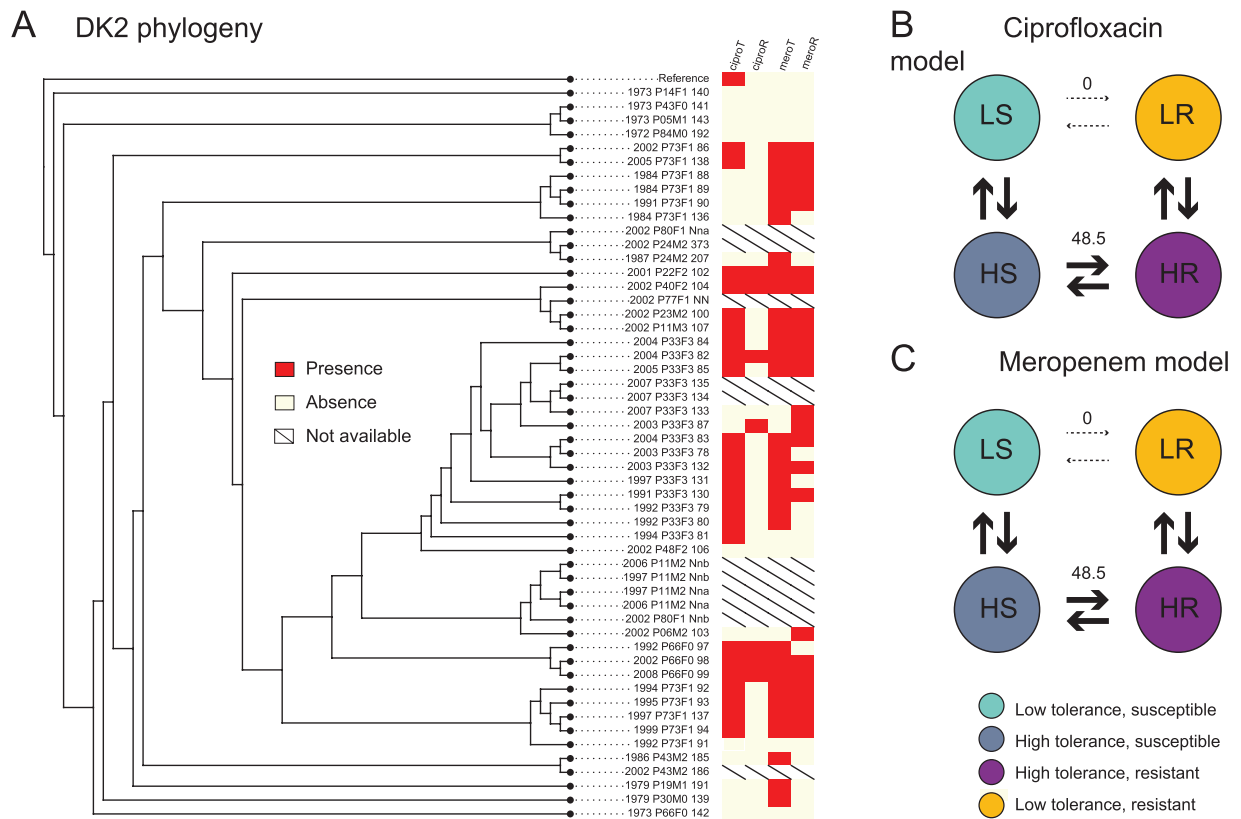 A DK2 phylogeny
ciproT
ciproR
meroT
meroR
Reference
1973 P14F1 140
1973 P43F0 141
1973 P05M1 143
1972 P84M0 192
2002 P73F1 86
2005 P73F1 138
1984 P73F1 88
1984 P73F1 89
1991 P73F1 90
1984 P73F1 136
2002 P80F1 Nna
2002 P24M2 373
1987 P24M2 207
2001 P22F2 102
2002 P40F2 104
2002 P77F1 NN
2002 P23M2 100
2002 P11M3 107
2004 P33F3 84
2004 P33F3 82
2005 P33F3 85
2007 P33F3 135
2007 P33F3 134
2007 P33F3 133
2003 P33F3 87
2004 P33F3 83
2003 P33F3 78
2003 P33F3 132
1997 P33F3 131
1991 P33F3 130
1992 P33F3 79
1992 P33F3 80
1994 P33F3 81
2002 P48F2 106
2006 P11M2 Nnb
1997 P11M2 Nnb
1997 P11M2 Nna
2006 P11M2 Nna
2002 P80F1 Nnb
2002 P06M2 103
1992 P66F0 97
2002 P66F0 98
2008 P66F0 99
1994 P73F1 92
1995 P73F1 93
1997 P73F1 137
1999 P73F1 94
1992 P73F1 91
1986 P43M2 185
2002 P43M2 186
1979 P19M1 191
1979 P30M0 139
1973 P66F0 142
Presence
Absence
Not available
B Ciprofloxacin
model
0
LS LR
48.5
HS HR
C Meropenem model
0
LS LR
48.5
HS HR
Low tolerance, susceptible
High tolerance, susceptible
High tolerance, resistant
Low tolerance, resistant